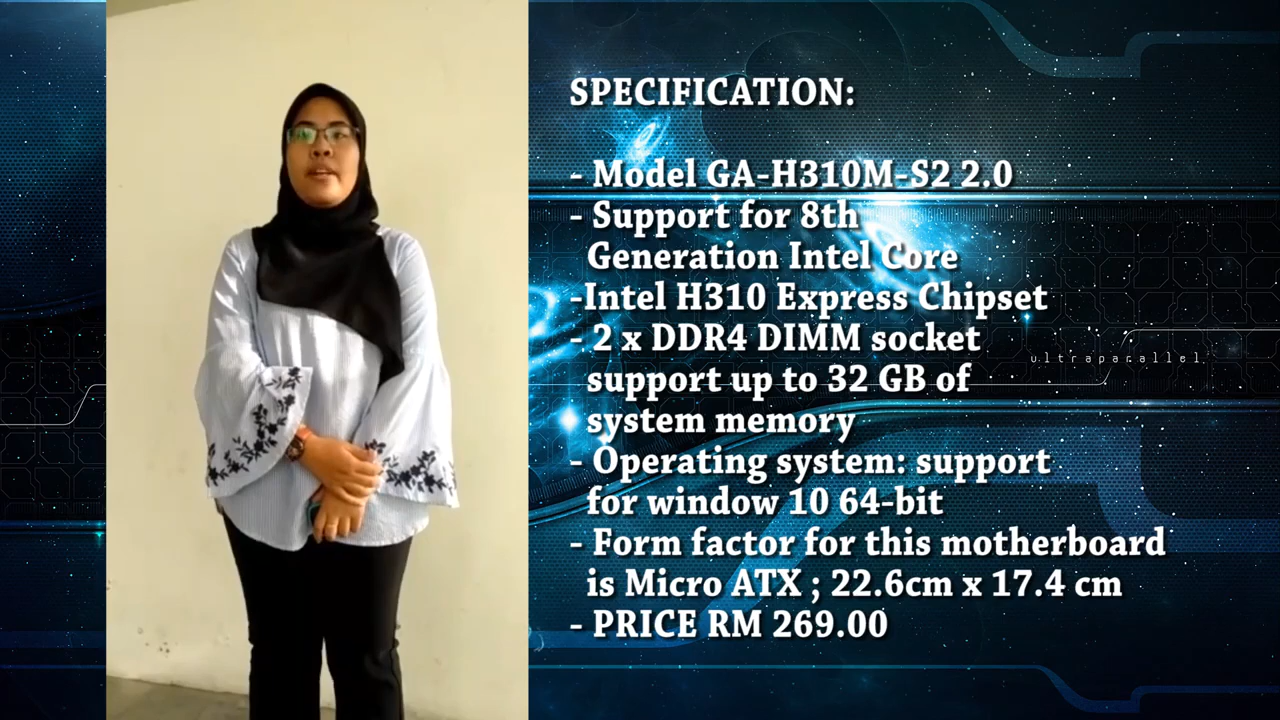 SPECIFICATION:
- Model GA-H310M-S2 2.0
- Support for 8th
Generation Intel Core
-Intel H310 Express Chipset
- 2 x DDR4 DIMM socket
support up to 32 GB of
system memory
- Operating system: support
for window 10 64-bit
- Form factor for this motherboard
is Micro ATX ; 22.6cm x 17.4 cm
- PRICE RM 269.00
ultraparallel